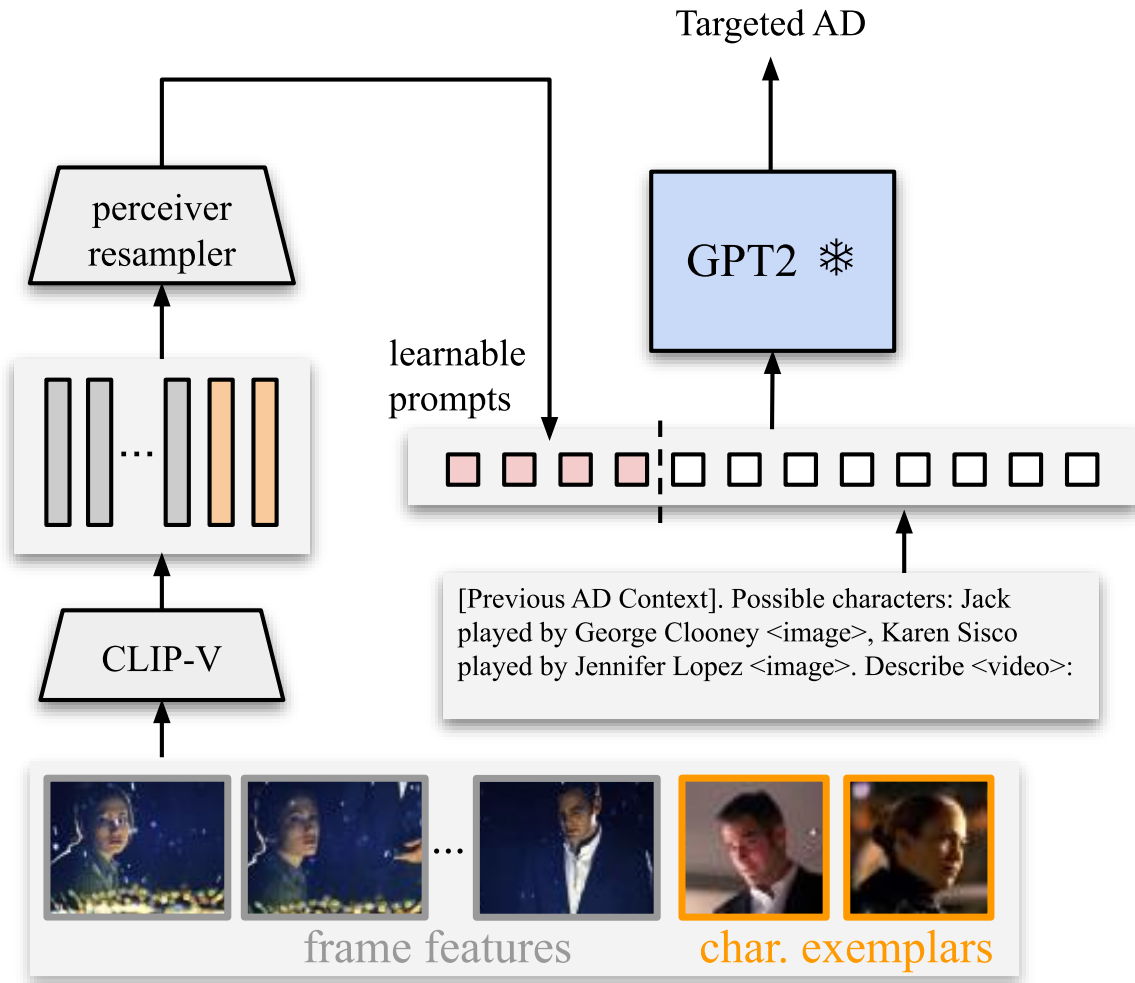 Targeted AD
perceiver
resampler
GPT2
learnable
prompts
...
[Previous AD Context]. Possible characters: Jack
played by George Clooney <image>, Karen Sisco
played by Jennifer Lopez <image>. Describe <video>:
CLIP-V
...
frame features
char. exemplars